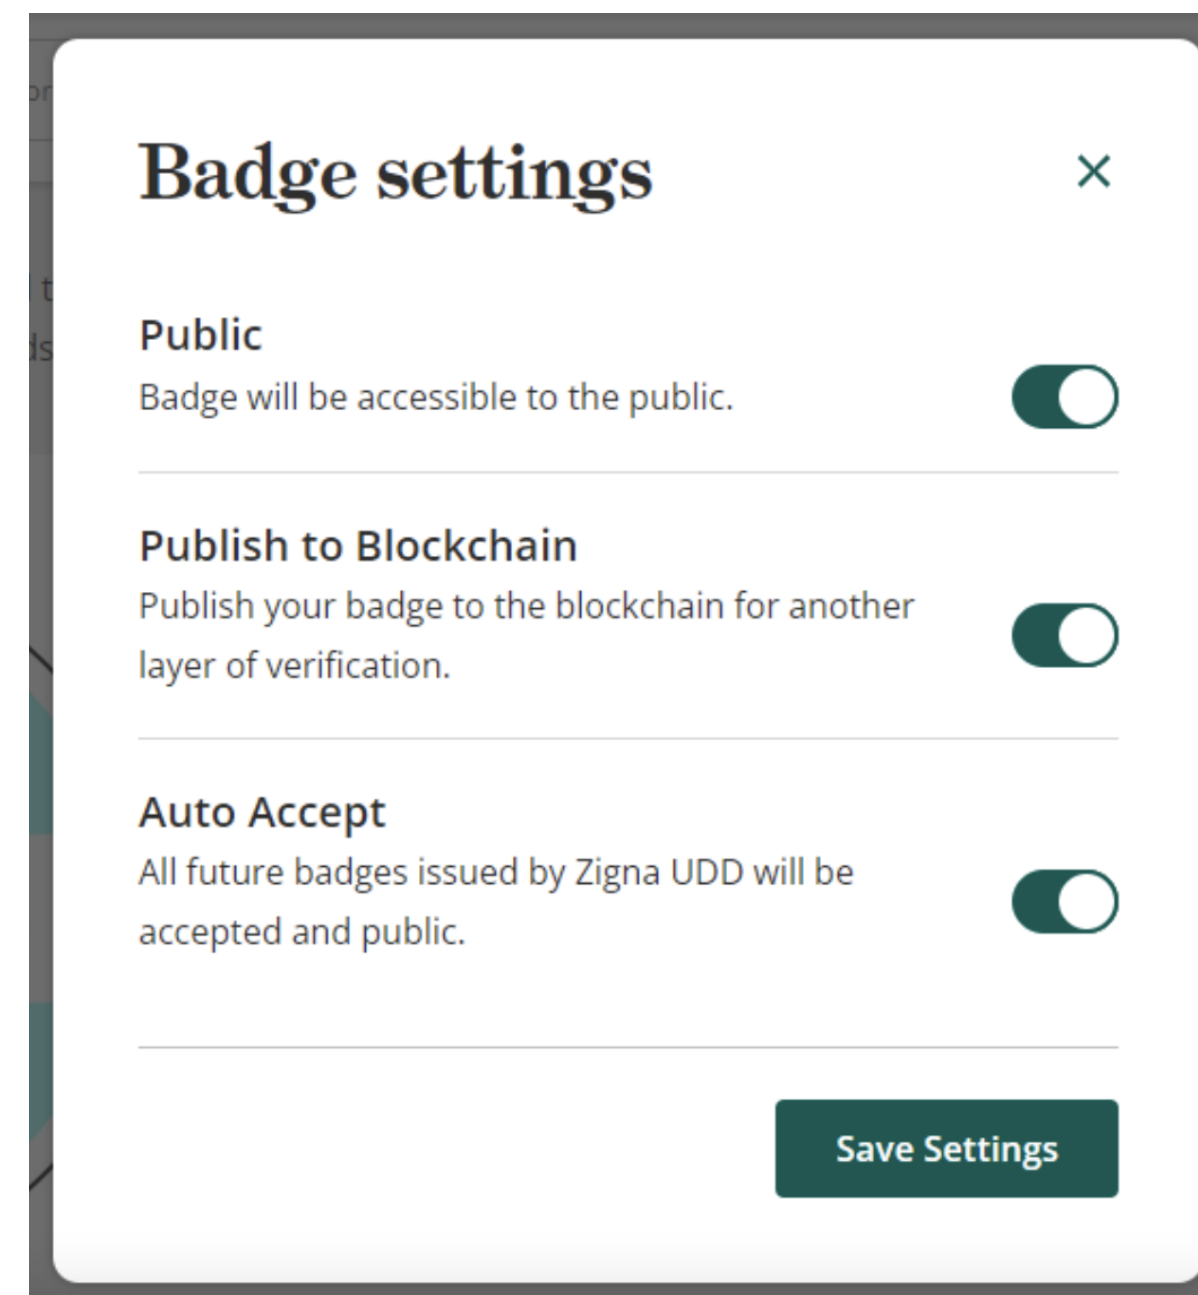 Badge settings
Public
Badge will be accessible to the public.
Publish to Blockchain
Publish your badge to the blockchain for another
layer of verification.
Auto Accept
All future badges issued by Zigna UDD will be
accepted and public.
Save Settings